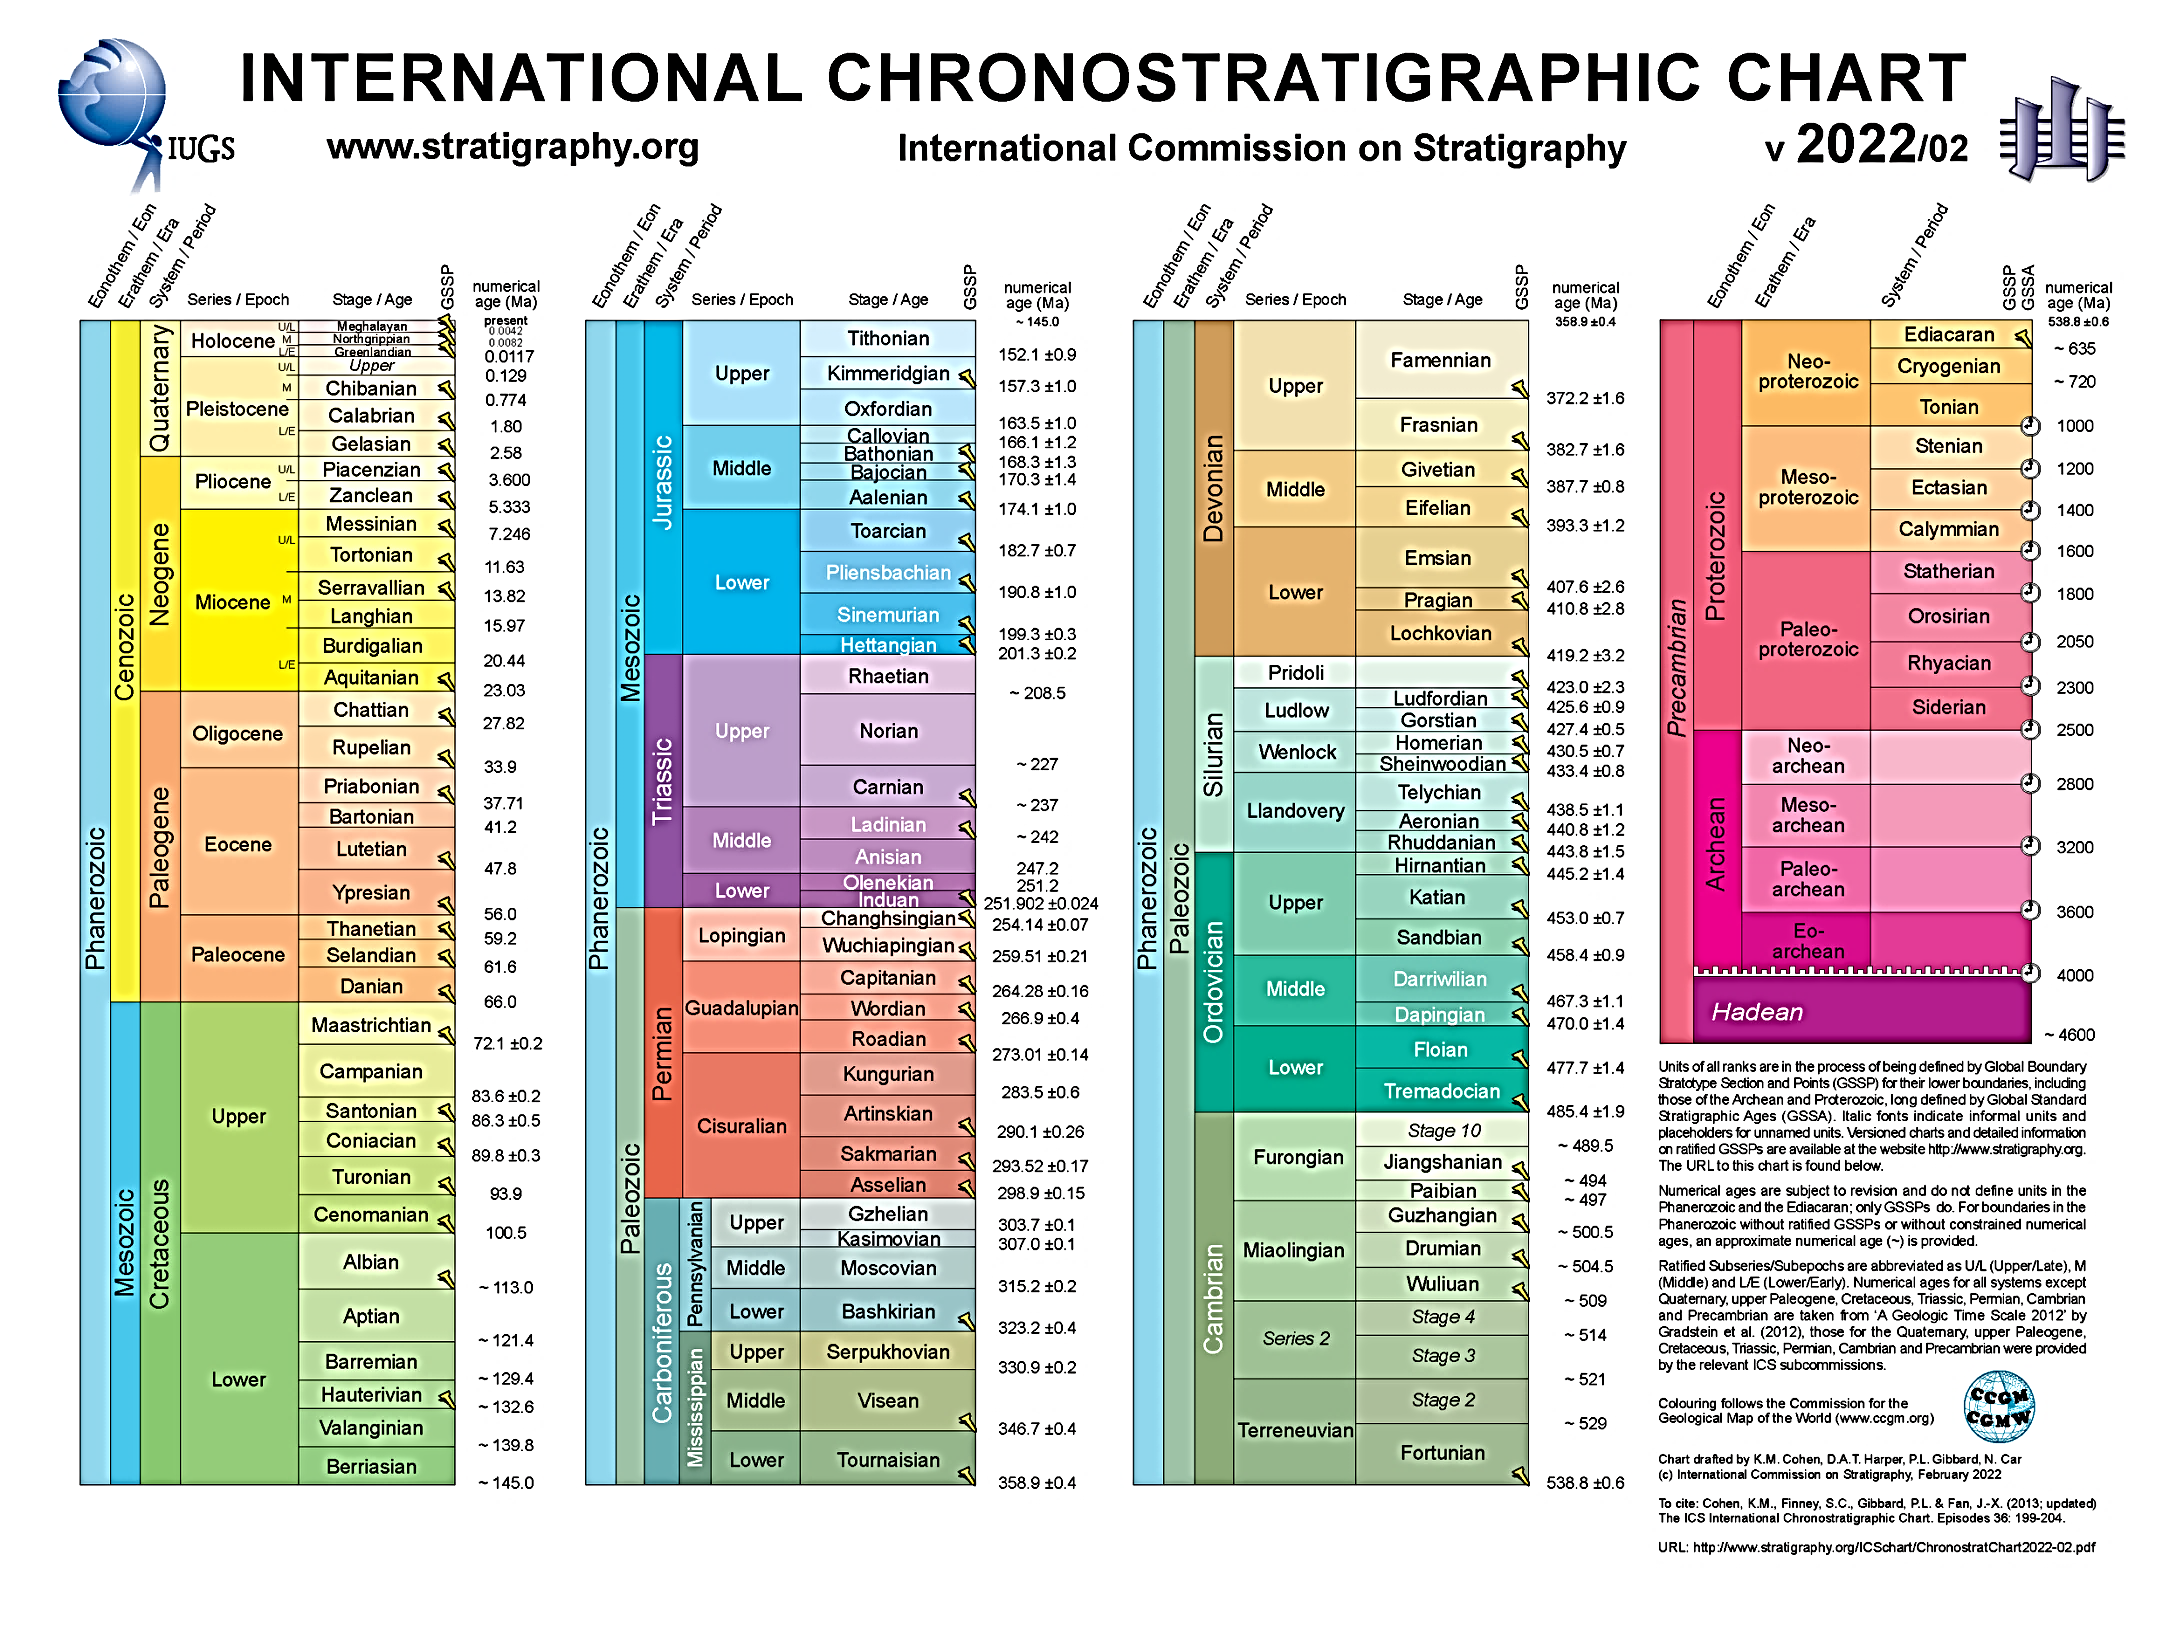 INTERNATIONAL CHRONOSTRATIGRAPHIC CHART
IUGS
www.stratigraphy.org
International Commission on Stratigraphy
v 2022/02
Eonothem / Eon
Erathem / Era
System / Period
Series / Epoch
Stage / Age
GSSP
numerical
age (Ma)
Phanerozoic
Cenozoic
Quaternary
Holocene
U/L
Meghalayan
M
Northgrippian
L/E
Greenlandian
Pleistocene
U/L
Upper
M
Chibanian
L/E
Calabrian
Gelasian
Neogene
Pliocene
U/L
Piacenzian
L/E
Zanclean
Miocene
U/L
Messinian
Tortonian
M
Serravallian
Langhian
L/E
Burdigalian
Aquitanian
Paleogene
Oligocene
Chattian
Rupelian
Eocene
Priabonian
Bartonian
Lutetian
Ypresian
Paleocene
Thanetian
Selandian
Danian
Mesozoic
Cretaceous
Upper
Maastrichtian
Campanian
Santonian
Coniacian
Turonian
Cenomanian
Lower
Albian
Aptian
Barremian
Hauterivian
Valanginian
Berriasian
present
0.0042
0.0082
0.0117
0.129
0.774
1.80
2.58
3.600
5.333
7.246
11.63
13.82
15.97
20.44
23.03
27.82
33.9
37.71
41.2
47.8
56.0
59.2
61.6
66.0
72.1 ±0.2
83.6 ±0.2
86.3 ±0.5
89.8 ±0.3
93.9
100.5
~ 113.0
~ 121.4
~ 129.4
~ 132.6
~ 139.8
~ 145.0
Eonothem / Eon
Erathem / Era
System / Period
Series / Epoch
Stage / Age
GSSP
numerical
age (Ma)
Phanerozoic
Mesozoic
Jurassic
Upper
Tithonian
Kimmeridgian
Oxfordian
Middle
Callovian
Bathonian
Bajocian
Aalenian
Lower
Toarcian
Pliensbachian
Sinemurian
Hettangian
Triassic
Upper
Rhaetian
Norian
Carnian
Middle
Ladinian
Anisian
Lower
Olenekian
Induan
Paleozoic
Permian
Lopingian
Changhsingian
Wuchiapingian
Guadalupian
Capitanian
Wordian
Roadian
Cisuralian
Kungurian
Artinskian
Sakmarian
Asselian
Carboniferous
Pennsylvanian
Upper
Gzhelian
Kasimovian
Middle
Moscovian
Lower
Bashkirian
Mississippian
Upper
Serpukhovian
Middle
Visean
Lower
Tournaisian
~ 145.0
152.1 ±0.9
157.3 ±1.0
163.5 ±1.0
166.1 ±1.2
168.3 ±1.3
170.3 ±1.4
174.1 ±1.0
182.7 ±0.7
190.8 ±1.0
199.3 ±0.3
201.3 ±0.2
~ 208.5
~ 227
~ 237
~ 242
247.2
251.2
251.902 ±0.024
254.14 ±0.07
259.51 ±0.21
264.28 ±0.16
266.9 ±0.4
273.01 ±0.14
283.5 ±0.6
290.1 ±0.26
293.52 ±0.17
298.9 ±0.15
303.7 ±0.1
307.0 ±0.1
315.2 ±0.2
323.2 ±0.4
330.9 ±0.2
346.7 ±0.4
358.9 ±0.4
Eonothem / Eon
Erathem / Era
System / Period
Series / Epoch
Stage / Age
GSSP
numerical
age (Ma)
Phanerozoic
Paleozoic
Devonian
Upper
Famennian
Frasnian
Middle
Givetian
Eifelian
Lower
Emsian
Pragian
Lochkovian
Silurian
Pridoli
Ludlow
Ludfordian
Gorstian
Wenlock
Homerian
Sheinwoodian
Llandovery
Telychian
Aeronian
Rhuddanian
Ordovician
Upper
Hirnantian
Katian
Sandbian
Middle
Darriwilian
Dapingian
Lower
Floian
Tremadocian
Cambrian
Furongian
Stage 10
Jiangshanian
Paibian
Miaolingian
Guzhangian
Drumian
Wuliuan
Series 2
Stage 4
Stage 3
Terreneuvian
Stage 2
Fortunian
358.9 ±0.4
372.2 ±1.6
382.7 ±1.6
387.7 ±0.8
393.3 ±1.2
407.6 ±2.6
410.8 ±2.8
419.2 ±3.2
423.0 ±2.3
425.6 ±0.9
427.4 ±0.5
430.5 ±0.7
433.4 ±0.8
438.5 ±1.1
440.8 ±1.2
443.8 ±1.5
445.2 ±1.4
453.0 ±0.7
458.4 ±0.9
467.3 ±1.1
470.0 ±1.4
477.7 ±1.4
485.4 ±1.9
~ 489.5
~ 494
~ 497
~ 500.5
~ 504.5
~ 509
~ 514
~ 521
~ 529
538.8 ±0.6
Eonothem / Eon
Erathem / Era
System / Period
GSSP
GSSA
numerical
age (Ma)
Precambrian
Proterozoic
Neo-
proterozoic
Ediacaran
Cryogenian
Tonian
Meso-
proterozoic
Stenian
Ectasian
Calymmian
Paleo-
proterozoic
Statherian
Orosirian
Rhyacian
Siderian
Archean
Neo-
archean
Meso-
archean
Paleo-
archean
Eo-
archean
Hadean
538.8 ±0.6
~ 635
~ 720
1000
1200
1400
1600
1800
2050
2300
2500
2800
3200
3600
4000
~ 4600
Units of all ranks are in the process of being defined by Global Boundary
Stratotype Section and Points (GSSP) for their lower boundaries, including
those of the Archean and Proterozoic, long defined by Global Standard
Stratigraphic Ages (GSSA). Italic fonts indicate informal units and
placeholders for unnamed units. Versioned charts and detailed information
on ratified GSSPs are available at the website http://www.stratigraphy.org.
The URL to this chart is found below.
Numerical ages are subject to revision and do not define units in the
Phanerozoic and the Ediacaran; only GSSPs do. For boundaries in the
Phanerozoic without ratified GSSPs or without constrained numerical
ages, an approximate numerical age (~) is provided.
Ratified Subseries/Subepochs are abbreviated as U/L (Upper/Late), M
(Middle) and L/E (Lower/Early). Numerical ages for all systems except
Quaternary, upper Paleogene, Cretaceous, Triassic, Permian, Cambrian
and Precambrian are taken from ‘A Geologic Time Scale 2012’ by
Gradstein et al. (2012), those for the Quaternary, upper Paleogene,
Cretaceous, Triassic, Permian, Cambrian and Precambrian were provided
by the relevant ICS subcommissions.
Colouring follows the Commission for the
Geological Map of the World (www.ccgm.org)
CCGM
CGMW
Chart drafted by K.M. Cohen, D.A.T. Harper, P.L. Gibbard, N. Car
(c) International Commission on Stratigraphy, February 2022
To cite: Cohen, K.M., Finney, S.C., Gibbard, P.L. & Fan, J.-X. (2013; updated)
The ICS International Chronostratigraphic Chart. Episodes 36: 199-204.
URL: http://www.stratigraphy.org/ICSchart/ChronostratChart2022-02.pdf